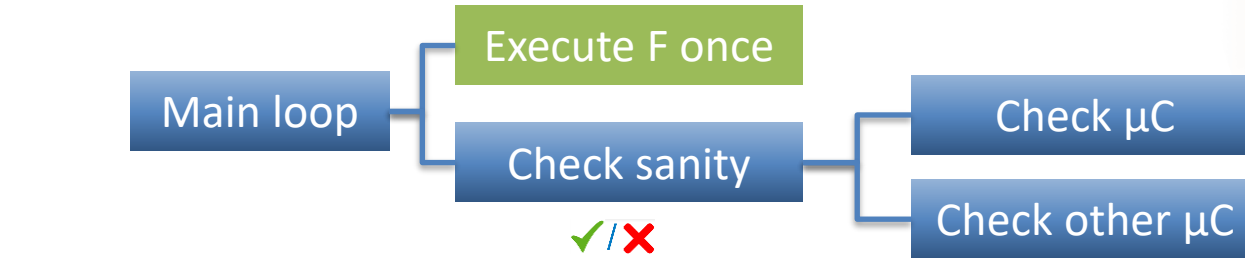 Execute F once
Main loop
Check sanity
Check µC
Check other µC
✓/✗